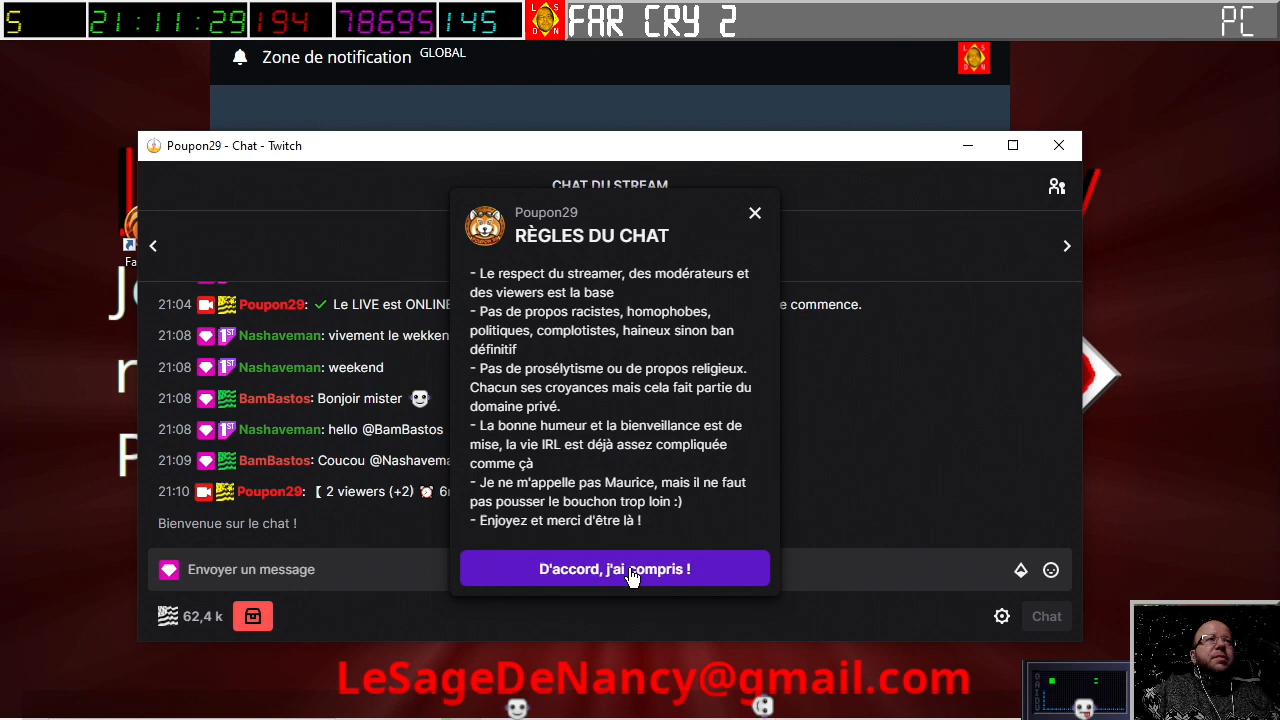 5 21:11:29 194 78695 145 FAR CRY 2 PC
Zone de notification GLOBAL
Poupon29 - Chat - Twitch
CHAT DU STREAM
Poupon29
RÈGLES DU CHAT
- Le respect du streamer, des modérateurs et
des viewers est la base
- Pas de propos racistes, homophobes,
politiques, complotistes, haineux sinon ban
définitif
- Pas de prosélytisme ou de propos religieux.
Chacun ses croyances mais cela fait partie du
domaine privé.
- La bonne humeur et la bienveillance est de
mise, la vie IRL est déjà assez compliquée
comme çà
- Je ne m'appelle pas Maurice, mais il ne faut
pas pousser le bouchon trop loin :)
- Enjoyez et merci d'être là !
D'accord, j'ai compris !
21:04 Poupon29: ✓ Le LIVE est ONLINE e commence.
21:08 1ST Nashaveman: vivement le wekken
21:08 1ST Nashaveman: weekend
21:08 BamBastos: Bonjoir mister
21:08 1ST Nashaveman: hello @BamBastos
21:09 BamBastos: Coucou @Nashavema
21:10 Poupon29: 【 2 viewers (+2) ⏰ 6
Bienvenue sur le chat !
Envoyer un message
62,4 k
Chat
LeSageDeNancy@gmail.com